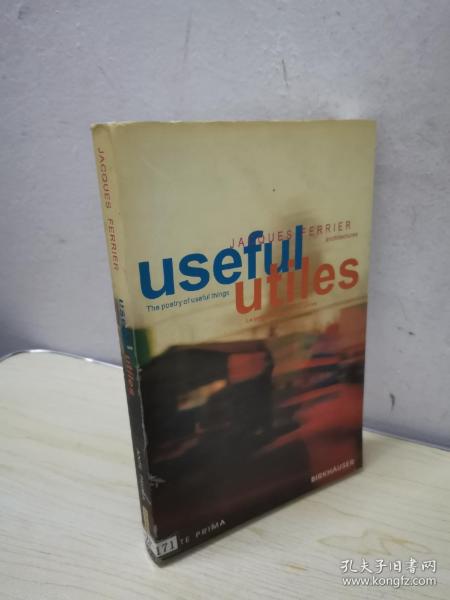 JACQUES FERRIER
architectures
useful
utiles
The poetry of useful things
BIRKHÄUSER
TE PRIMA
JACQUES FERRIER
utiles
171
孔夫子旧书网
www.kongfz.com